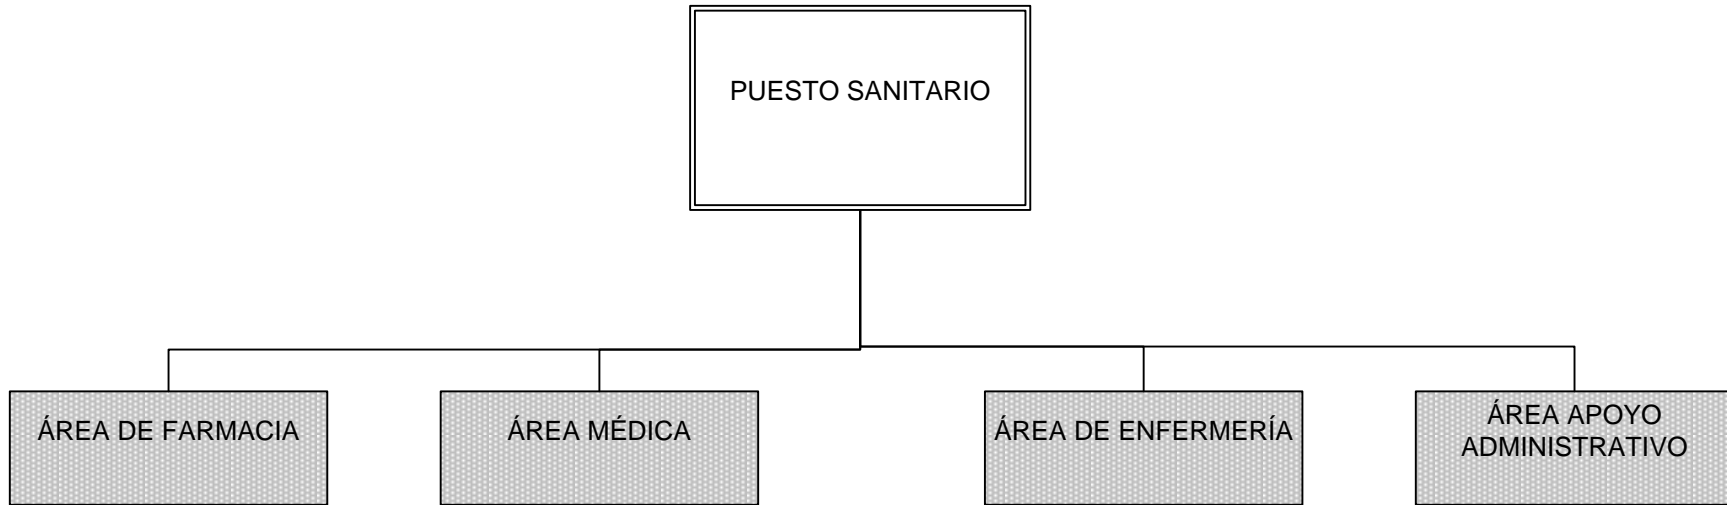 PUESTO SANITARIO
ÁREA DE FARMACIA
ÁREA MÉDICA
ÁREA DE ENFERMERÍA
ÁREA APOYO
ADMINISTRATIVO